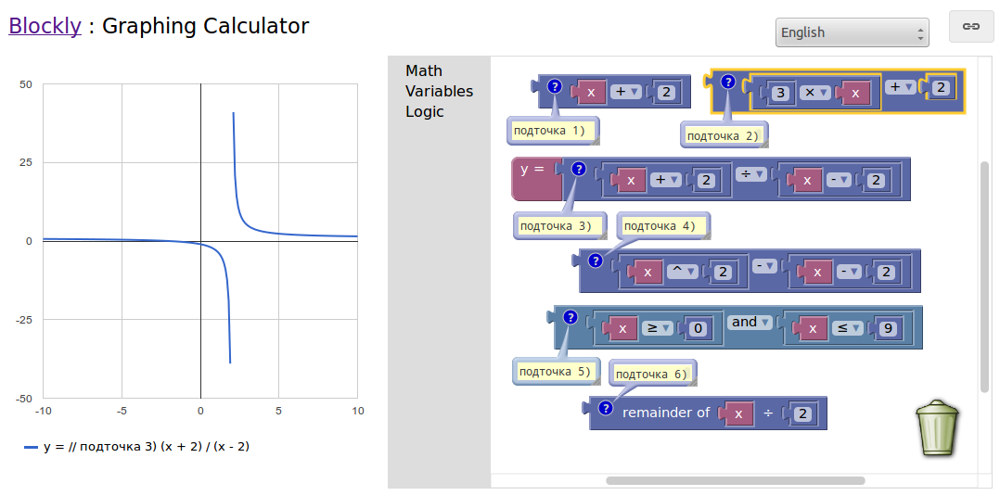 Blockly : Graphing Calculator
English
50
25
0
-25
-50
-10 -5 0 5 10
y = // подточка 3) (x + 2) / (x - 2)
Math
Variables
Logic
? x + ▾ 2
подточка 1)
? 3 × ▾ x + ▾ 2
подточка 2)
y = ? x + ▾ 2 ÷ ▾ x - ▾ 2
подточка 3)
подточка 4)
? x ^ ▾ 2 - ▾ x - ▾ 2
? x ≥ ▾ 0 and ▾ x ≤ ▾ 9
подточка 5)
подточка 6)
? remainder of x ÷ 2